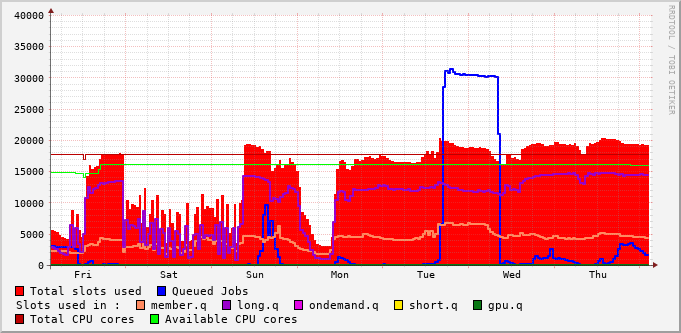 40000
35000
30000
25000
20000
15000
10000
5000
0
Fri Sat Sun Mon Tue Wed Thu
RRDTOOL / TOBI OETIKER
Total slots used Queued Jobs
Slots used in : member.q long.q ondemand.q short.q gpu.q
Total CPU cores Available CPU cores